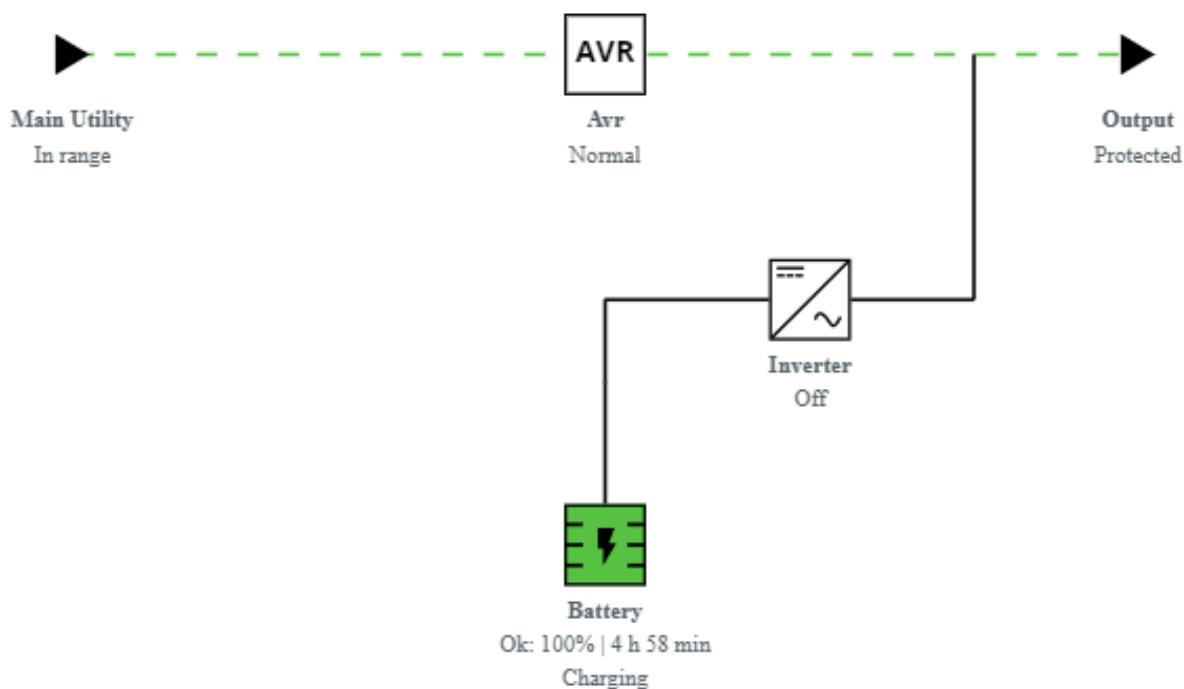 AVR
Main Utility
In range
Avr
Normal
Output
Protected
Inverter
Off
Battery
Ok: 100% | 4 h 58 min
Charging